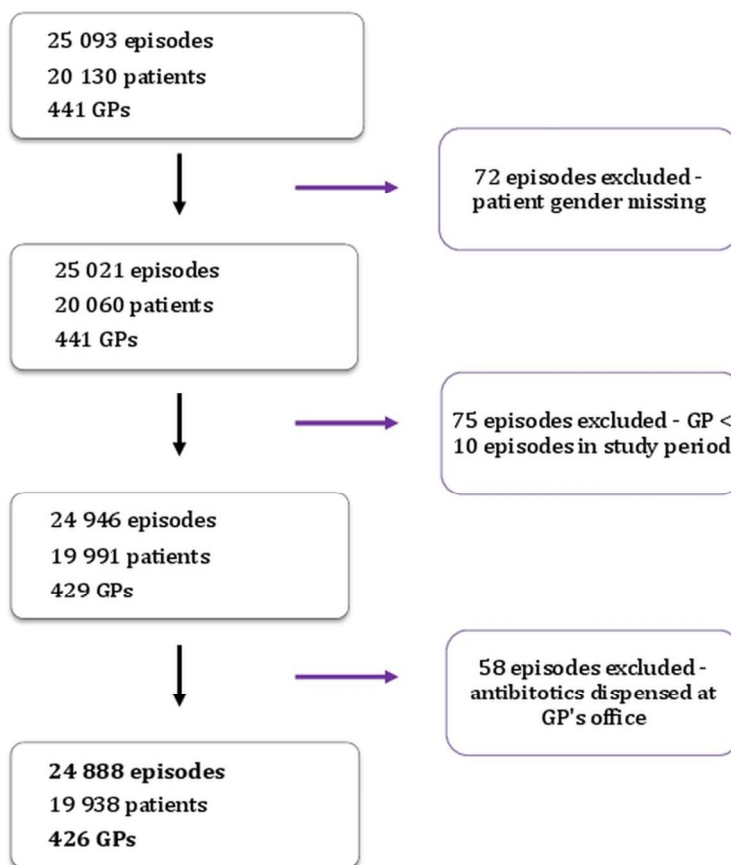 25 093 episodes
20 130 patients
441 GPs
72 episodes excluded -
patient gender missing
25 021 episodes
20 060 patients
441 GPs
75 episodes excluded - GP <
10 episodes in study period
24 946 episodes
19 991 patients
429 GPs
58 episodes excluded -
antibitotics dispensed at
GP's office
24 888 episodes
19 938 patients
426 GPs